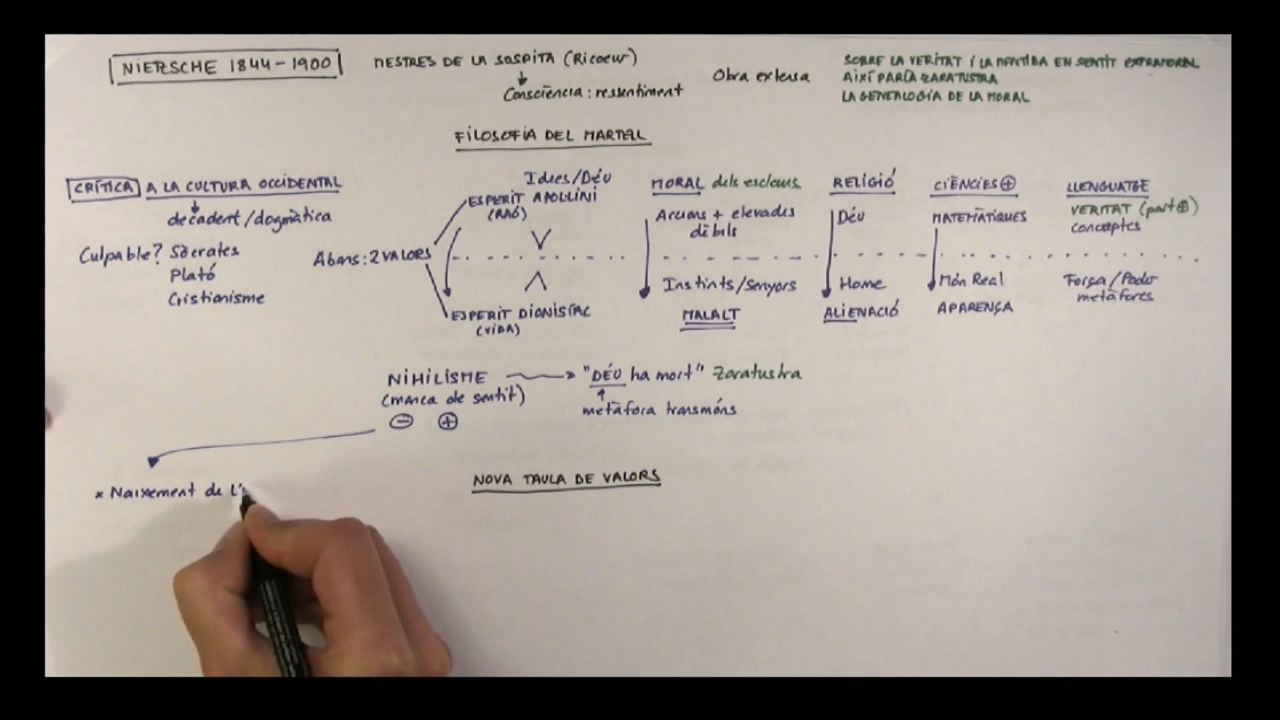 NIETZSCHE 1844-1900
MESTRES DE LA SOSPITA (Ricoeur)
Consciència: ressentiment
Obra extensa
SOBRE LA VERITAT I LA MENTIDA EN SENTIT EXTRAMORAL
AIXÍ PARLÀ ZARATUSTRA
LA GENEALOGÍA DE LA MORAL
FILOSOFIA DEL MARTELL
CRÍTICA A LA CULTURA OCCIDENTAL
decadent/dogmàtica
Culpable? Sòcrates
Plató
Cristianisme
Abans: 2 VALORS
Idees/Déu
ESPERIT APOL·LINI
(RAÓ)
ESPERIT DIONISÍAC
(VIDA)
MORAL dels esclaus
Accions + elevades
dèbils
Instints/Senyors
MALALT
RELIGIÓ
Déu
Home
ALIENACIÓ
CIÈNCIES ⊕
MATEMÀTIQUES
Món Real
APARENÇA
LLENGUATGE
VERITAT (part ⊕)
conceptes
Força/Poder
metàfores
NIHILISME
(manca de sentit)
⊖ ⊕
"DÉU ha mort" Zaratustra
metàfora transmóns
NOVA TAULA DE VALORS
* Naixement de l'